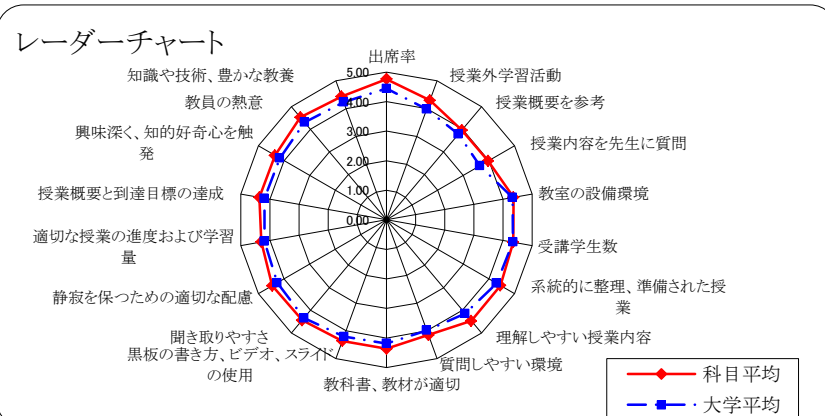 レーダーチャート
出席率
授業外学習活動
授業概要を参考
授業内容を先生に質問
教室の設備環境
受講学生数
系統的に整理、準備された授
業
理解しやすい授業内容
質問しやすい環境
教科書、教材が適切
黒板の書き方、ビデオ、スライド
の使用
聞き取りやすさ
静寂を保つための適切な配慮
適切な授業の進度および学習
量
授業概要と到達目標の達成
興味深く、知的好奇心を触
発
教員の熱意
知識や技術、豊かな教養
5.00
4.00
3.00
2.00
1.00
0.00
科目平均
大学平均